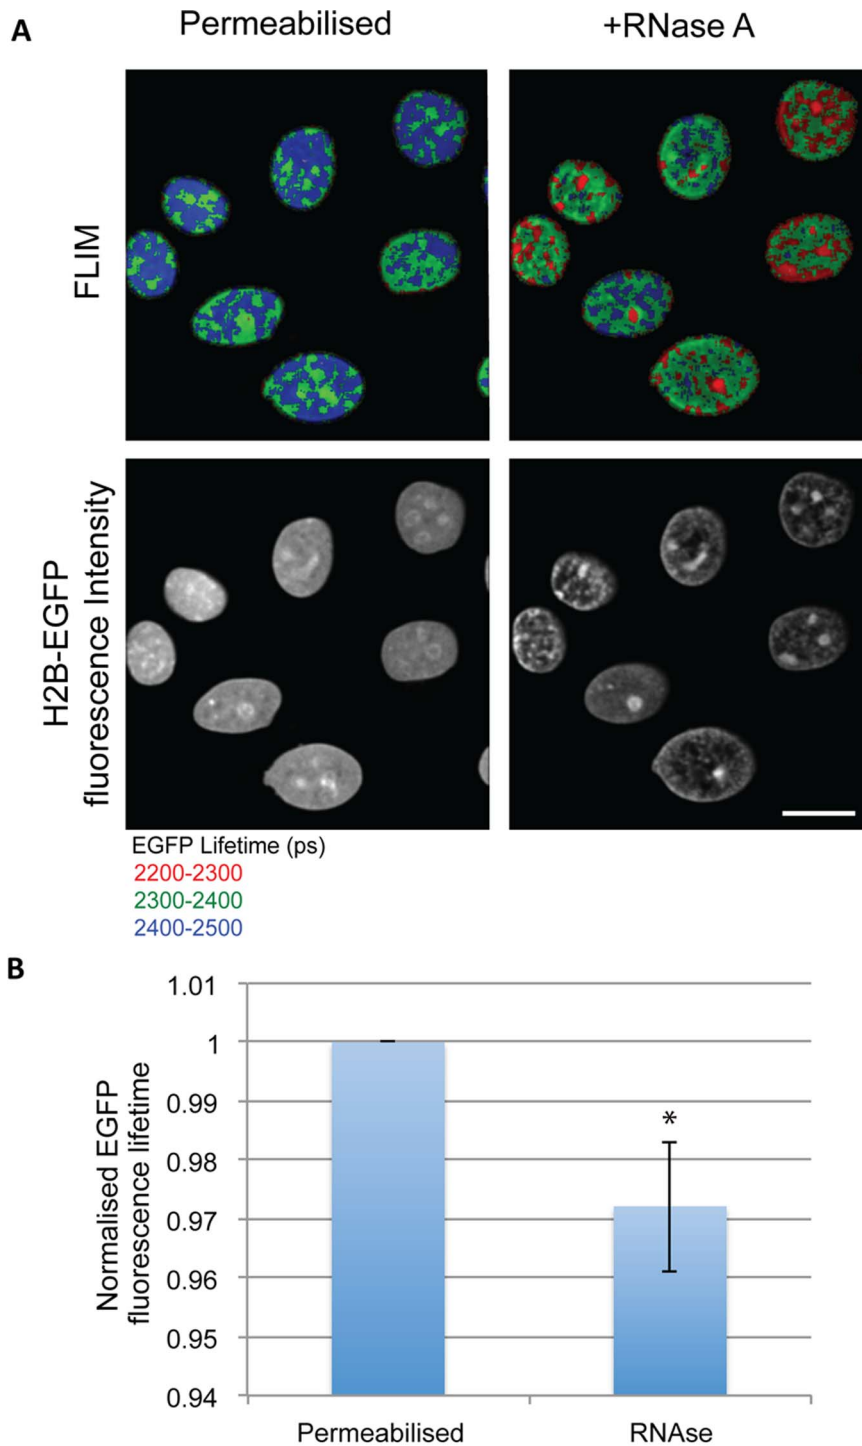 A
Permeabilised
+RNase A
FLIM
H2B-EGFP
fluorescence Intensity
EGFP Lifetime (ps)
2200-2300
2300-2400
2400-2500
B
Normalised EGFP
fluorescence lifetime
1.01
1
0.99
0.98
0.97
0.96
0.95
0.94
*
Permeabilised
RNAse